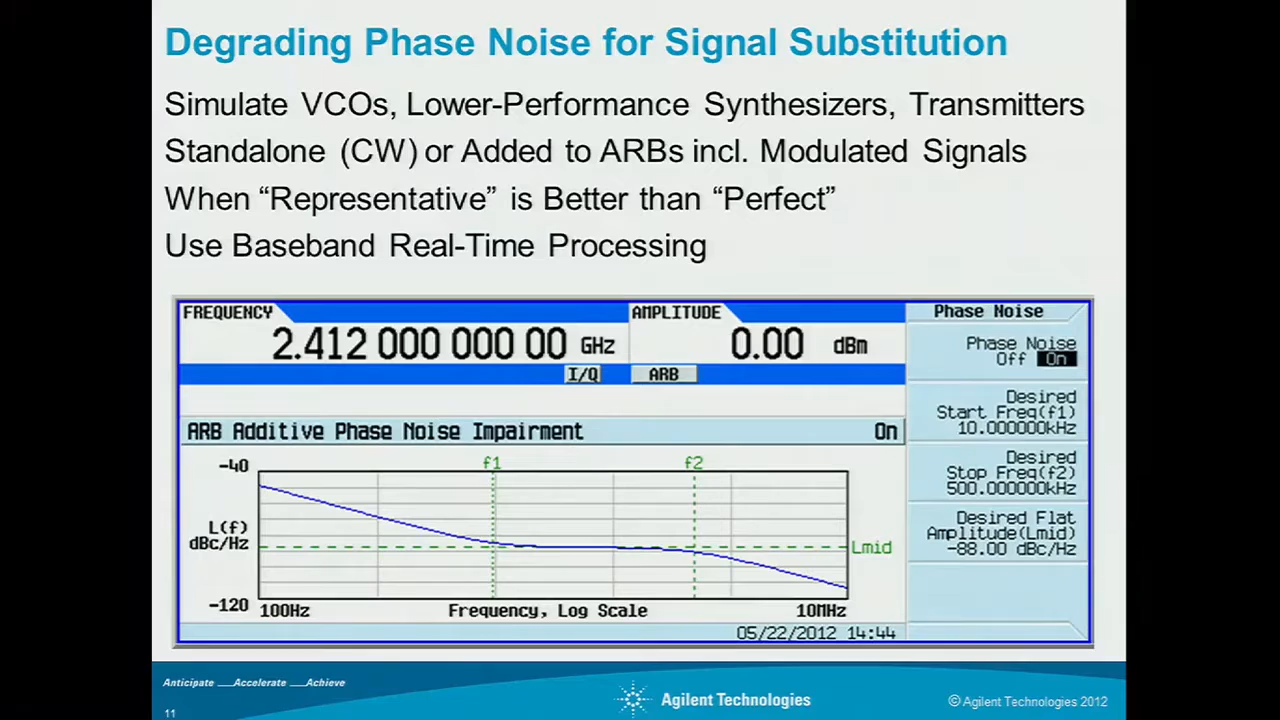 Degrading Phase Noise for Signal Substitution
Simulate VCOs, Lower-Performance Synthesizers, Transmitters
Standalone (CW) or Added to ARBs incl. Modulated Signals
When “Representative” is Better than “Perfect”
Use Baseband Real-Time Processing
FREQUENCY
2.412 000 000 00 GHz
AMPLITUDE
0.00 dBm
I/Q
ARB
ARB Additive Phase Noise Impairment On
-40
f1
f2
L(f)
dBc/Hz
Lmid
-120
100Hz
Frequency, Log Scale
10MHz
05/22/2012 14:44
Phase Noise
Phase Noise
Off On
Desired
Start Freq(f1)
10.000000kHz
Desired
Stop Freq(f2)
500.000000kHz
Desired Flat
Amplitude(Lmid)
-88.00 dBc/Hz
Anticipate __Accelerate __Achieve
11
Agilent Technologies
© Agilent Technologies 2012